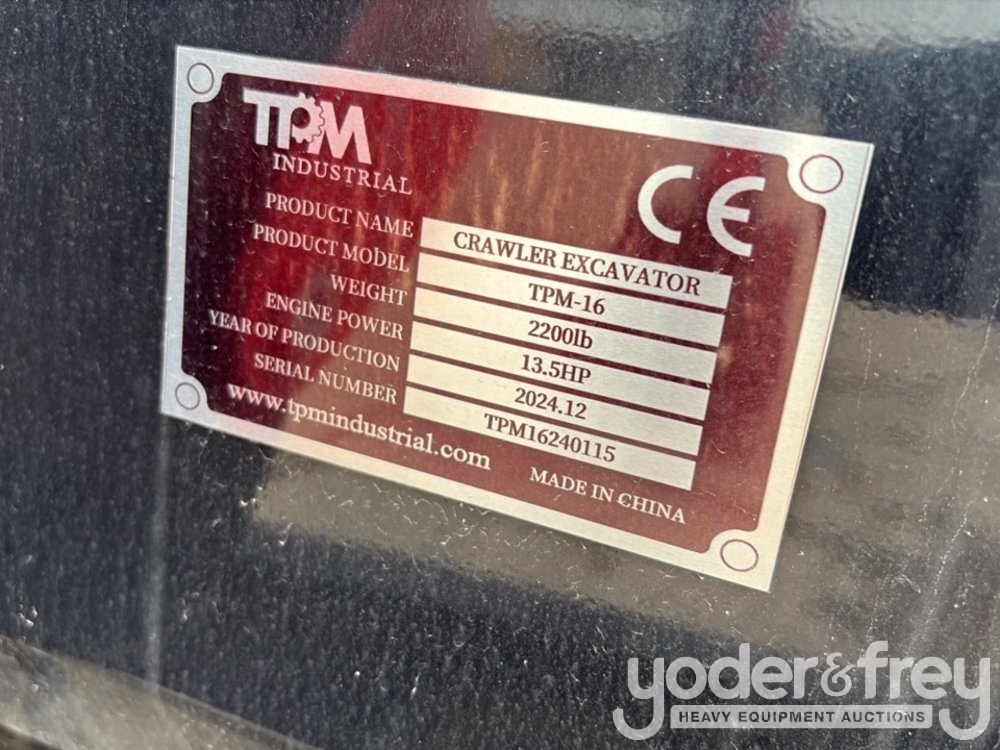 TPM
INDUSTRIAL
CE
PRODUCT NAME CRAWLER EXCAVATOR
PRODUCT MODEL TPM-16
WEIGHT 2200lb
ENGINE POWER 13.5HP
YEAR OF PRODUCTION 2024.12
SERIAL NUMBER TPM16240115
www.tpmindustrial.com
MADE IN CHINA
yoder&frey
HEAVY EQUIPMENT AUCTIONS